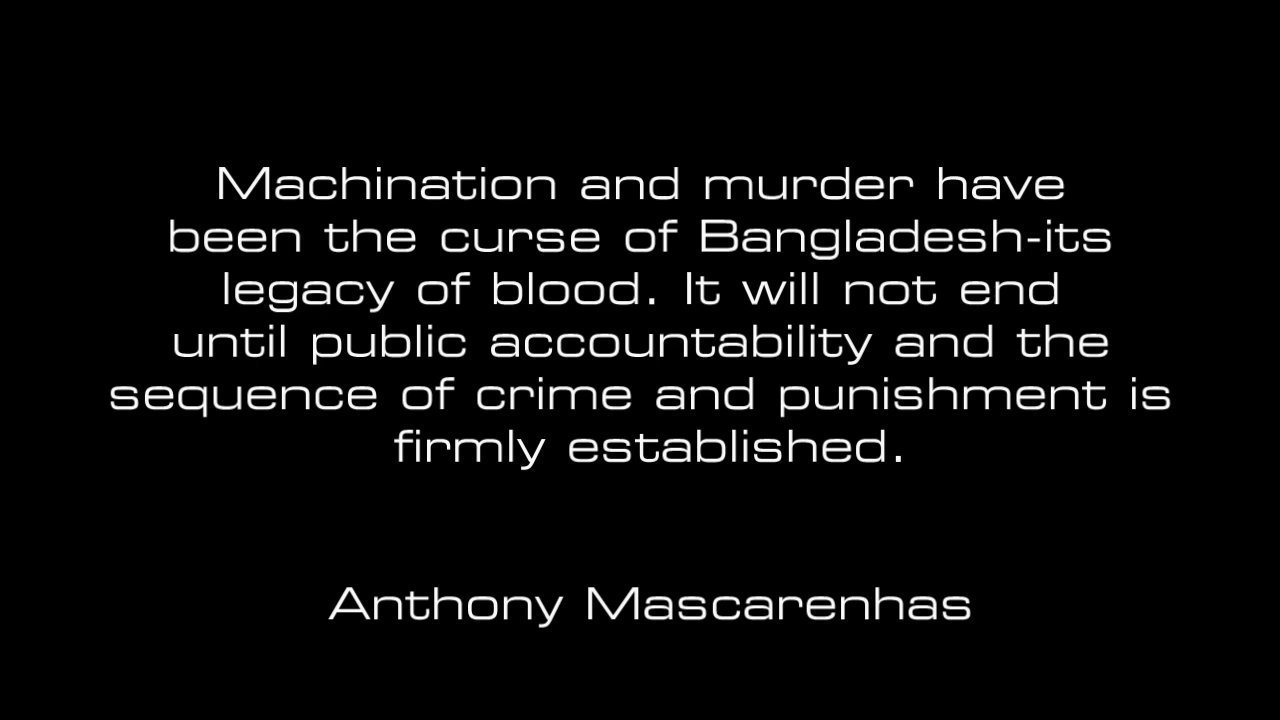 Machination and murder have
been the curse of Bangladesh-its
legacy of blood. It will not end
until public accountability and the
sequence of crime and punishment is
firmly established.
Anthony Mascarenhas